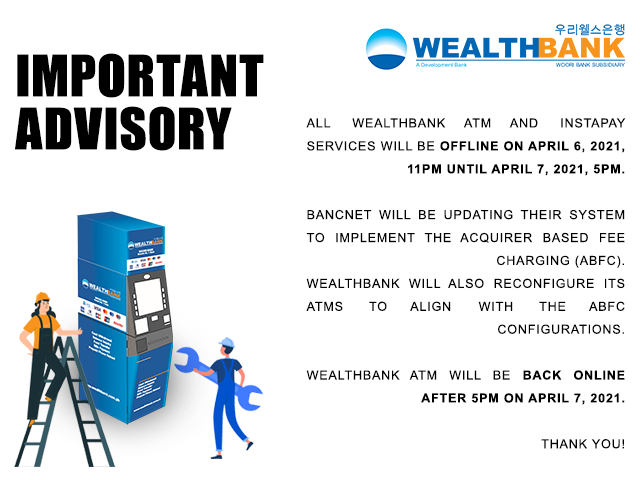 IMPORTANT
ADVISORY
우리웰스은행
WEALTHBANK
A Development Bank
WOORI BANK SUBSIDIARY
ALL WEALTHBANK ATM AND INSTAPAY
SERVICES WILL BE OFFLINE ON APRIL 6, 2021,
11PM UNTIL APRIL 7, 2021, 5PM.
BANCNET WILL BE UPDATING THEIR SYSTEM
TO IMPLEMENT THE ACQUIRER BASED FEE
CHARGING (ABFC).
WEALTHBANK WILL ALSO RECONFIGURE ITS
ATMS TO ALIGN WITH THE ABFC
CONFIGURATIONS.
WEALTHBANK ATM WILL BE BACK ONLINE
AFTER 5PM ON APRIL 7, 2021.
THANK YOU!
WEALTHBANK
WEALTHBANK